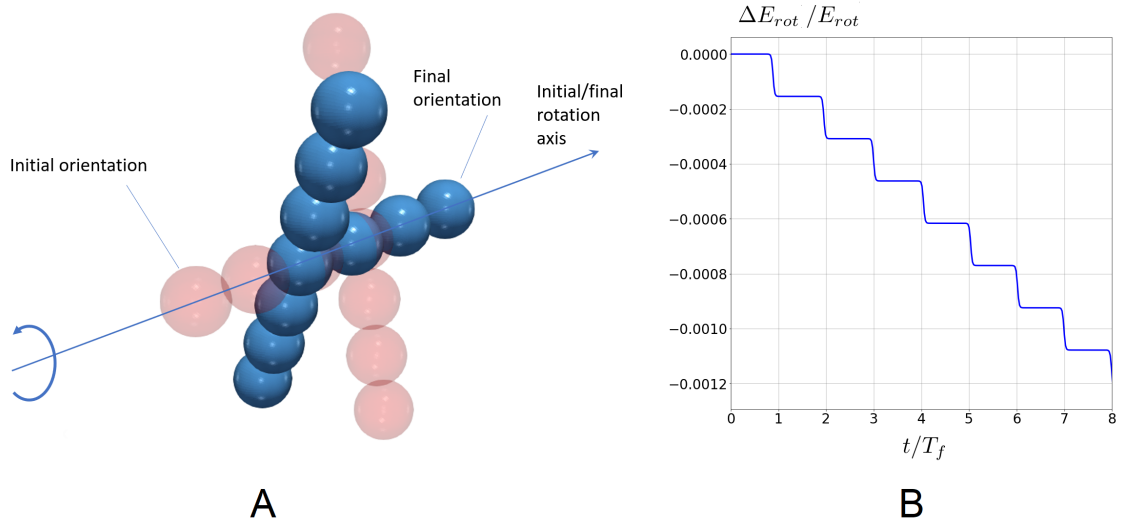 Initial orientation
Final
orientation
Initial/final
rotation
axis
A
ΔE_rot /E_rot
0.0000
−0.0002
−0.0004
−0.0006
−0.0008
−0.0010
−0.0012
0 1 2 3 4 5 6 7 8
t/T_f
B